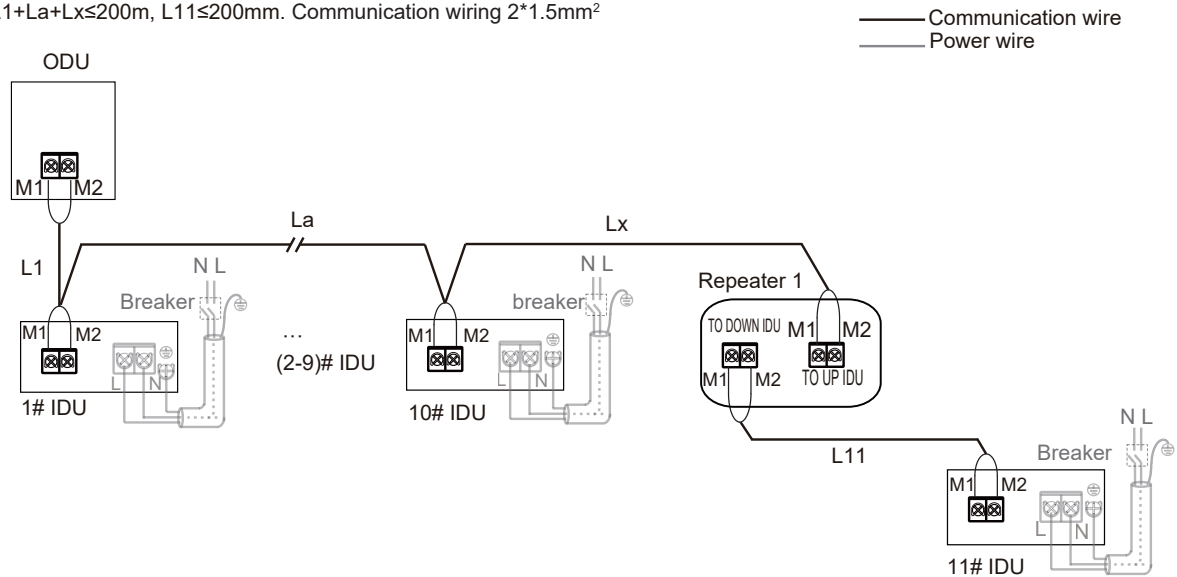 1+La+Lx≤200m, L11≤200mm. Communication wiring 2*1.5mm²
Communication wire
Power wire
ODU
M1 M2
La
Lx
L1
N L
Breaker
M1 M2
L N
1# IDU
...
(2-9)# IDU
N L
breaker
M1 M2
L N
10# IDU
Repeater 1
TO DOWN IDU
M1 M2
TO UP IDU
M1 M2
L11
N L
Breaker
M1 M2
L N
11# IDU